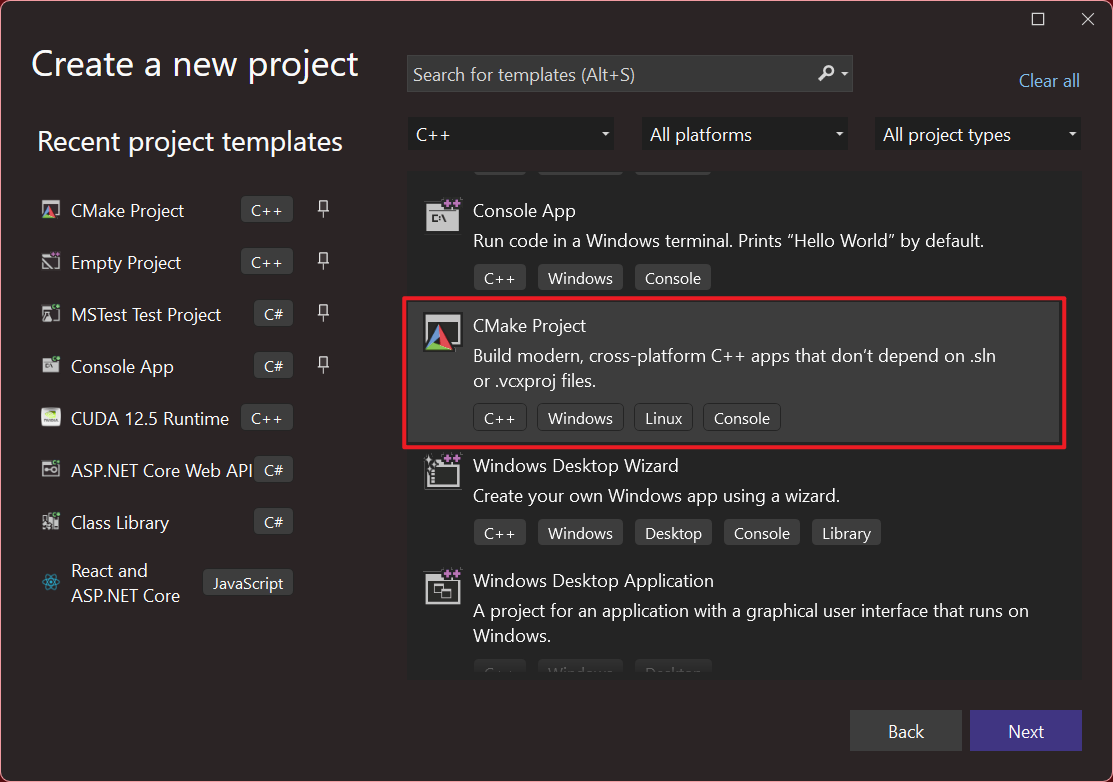 Create a new project
Search for templates (Alt+S)
Clear all
Recent project templates
C++
All platforms
All project types
CMake Project
C++
Empty Project
C++
MSTest Test Project
C#
Console App
C#
CUDA 12.5 Runtime
C++
ASP.NET Core Web API
C#
Class Library
C#
React and
ASP.NET Core
JavaScript
Console App
Run code in a Windows terminal. Prints “Hello World” by default.
C++ Windows Console
CMake Project
Build modern, cross-platform C++ apps that don’t depend on .sln
or .vcxproj files.
C++ Windows Linux Console
Windows Desktop Wizard
Create your own Windows app using a wizard.
C++ Windows Desktop Console Library
Windows Desktop Application
A project for an application with a graphical user interface that runs on
Windows.
C++ Windows Desktop
Back
Next